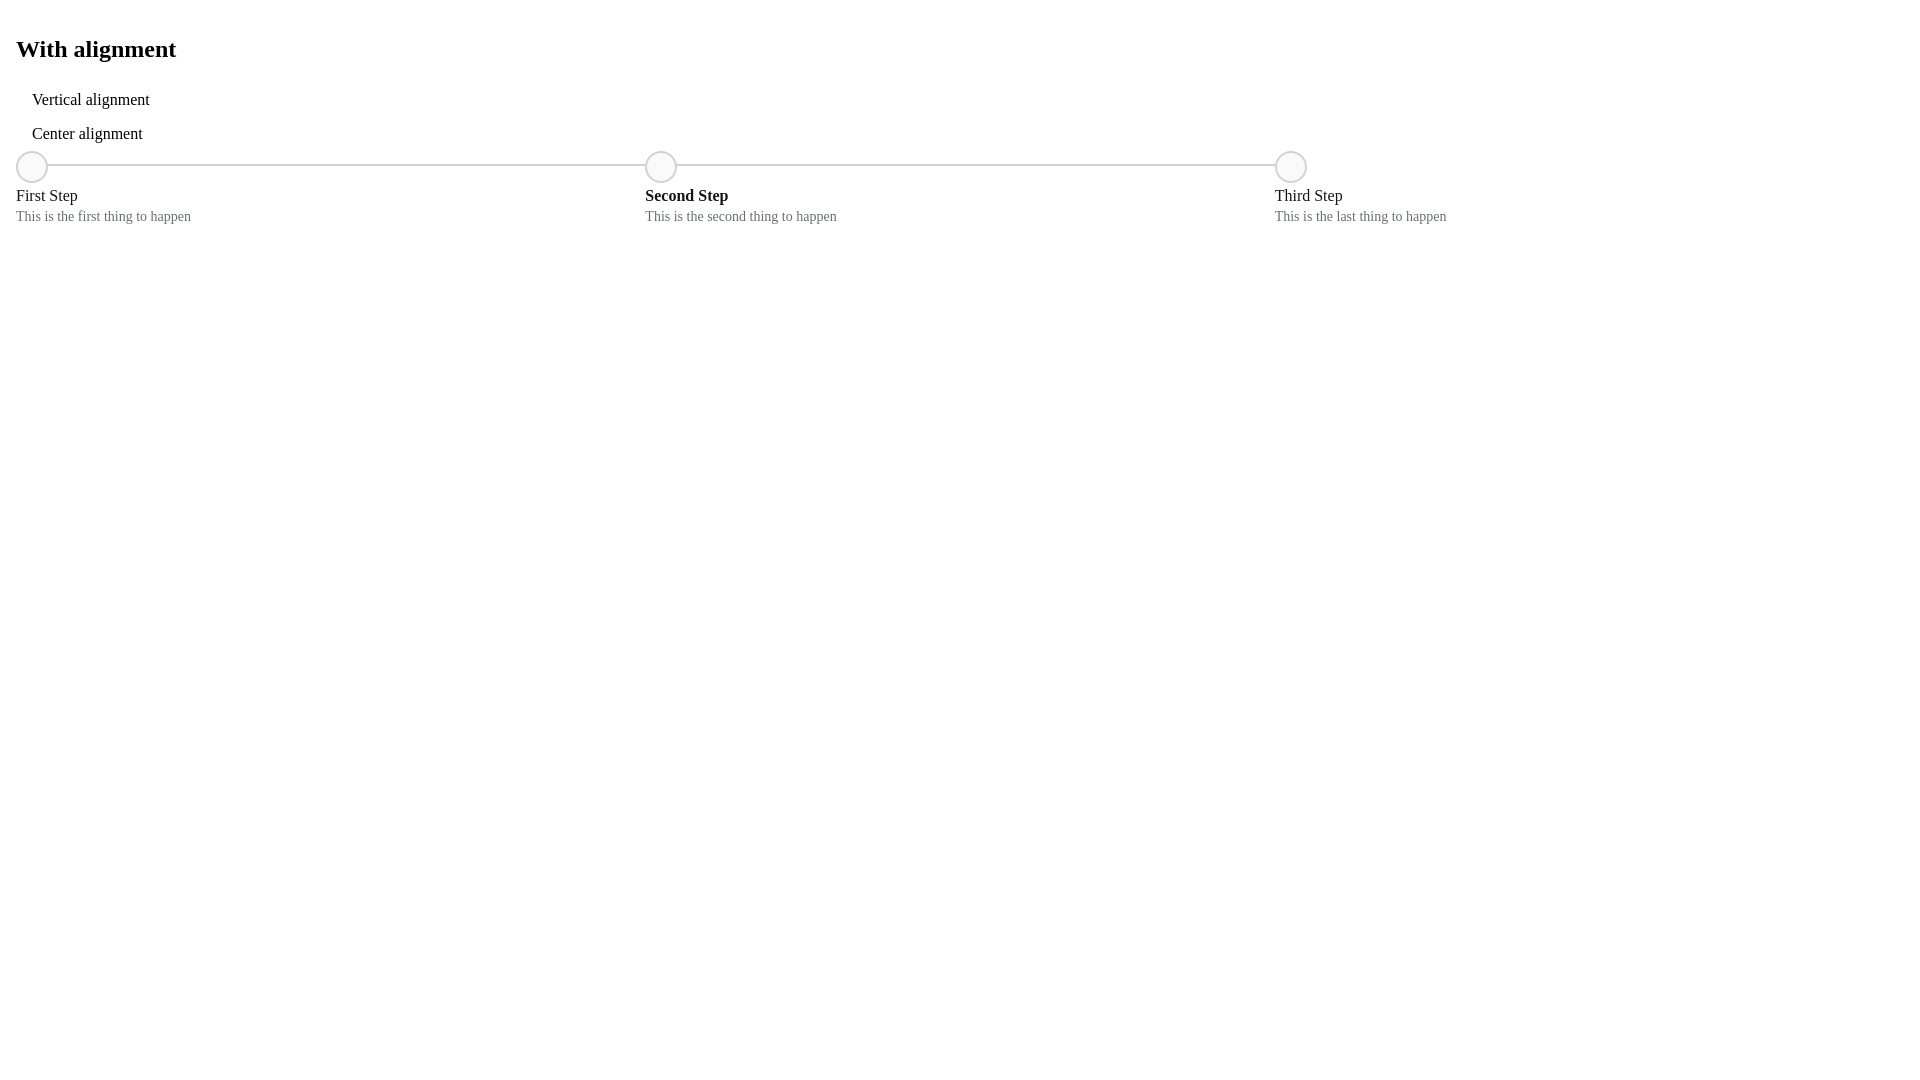 With alignment
Vertical alignment
Center alignment
First Step
This is the first thing to happen
Second Step
This is the second thing to happen
Third Step
This is the last thing to happen